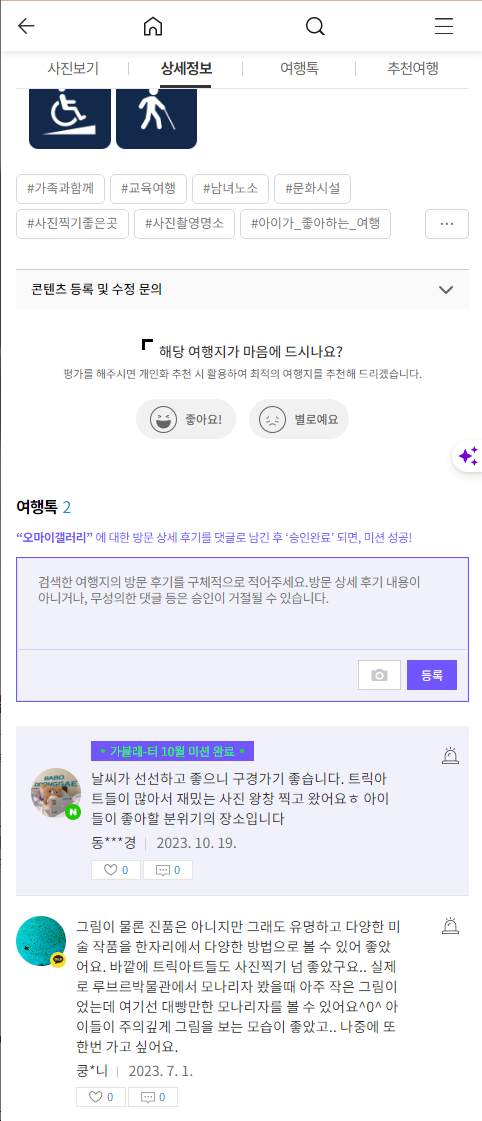 사진보기
상세정보
여행톡
추천여행
#가족과함께
#교육여행
#남녀노소
#문화시설
#사진찍기좋은곳
#사진촬영명소
#아이가_좋아하는_여행
...
콘텐츠 등록 및 수정 문의
해당 여행지가 마음에 드시나요?
평가를 해주시면 개인화 추천 시 활용하여 최적의 여행지를 추천해 드리겠습니다.
좋아요!
별로예요
여행톡 2
“오마이갤러리” 에 대한 방문 상세 후기를 댓글로 남긴 후 ‘승인완료’ 되면, 미션 성공!
검색한 여행지의 방문 후기를 구체적으로 적어주세요.방문 상세 후기 내용이
아니거나, 무성의한 댓글 등은 승인이 거절될 수 있습니다.
등록
• 가볼래-터 10월 미션 완료 •
날씨가 선선하고 좋으니 구경가기 좋습니다. 트릭아
트들이 많아서 재밌는 사진 왕창 찍고 왔어요ㅎ 아이
들이 좋아할 분위기의 장소입니다
N
동***경 | 2023. 10. 19.
0
0
그림이 물론 진품은 아니지만 그래도 유명하고 다양한 미
술 작품을 한자리에서 다양한 방법으로 볼 수 있어 좋았
어요. 바깥에 트릭아트들도 사진찍기 넘 좋았구요.. 실제
로 루브르박물관에서 모나리자 봤을때 아주 작은 그림이
었는데 여기선 대빵만한 모나리자를 볼 수 있어요^0^ 아
이들이 주의깊게 그림을 보는 모습이 좋았고.. 나중에 또
한번 가고 싶어요.
쿵*니 | 2023. 7. 1.
0
0